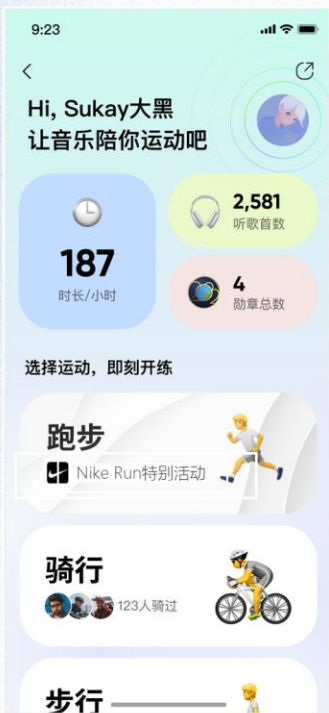 9:23
Hi, Sukay大黑
让音乐陪你运动吧
187
时长/小时
2,581
听歌首数
4
勋章总数
选择运动，即刻开练
跑步
Nike Run特别活动
骑行
123人骑过
步行